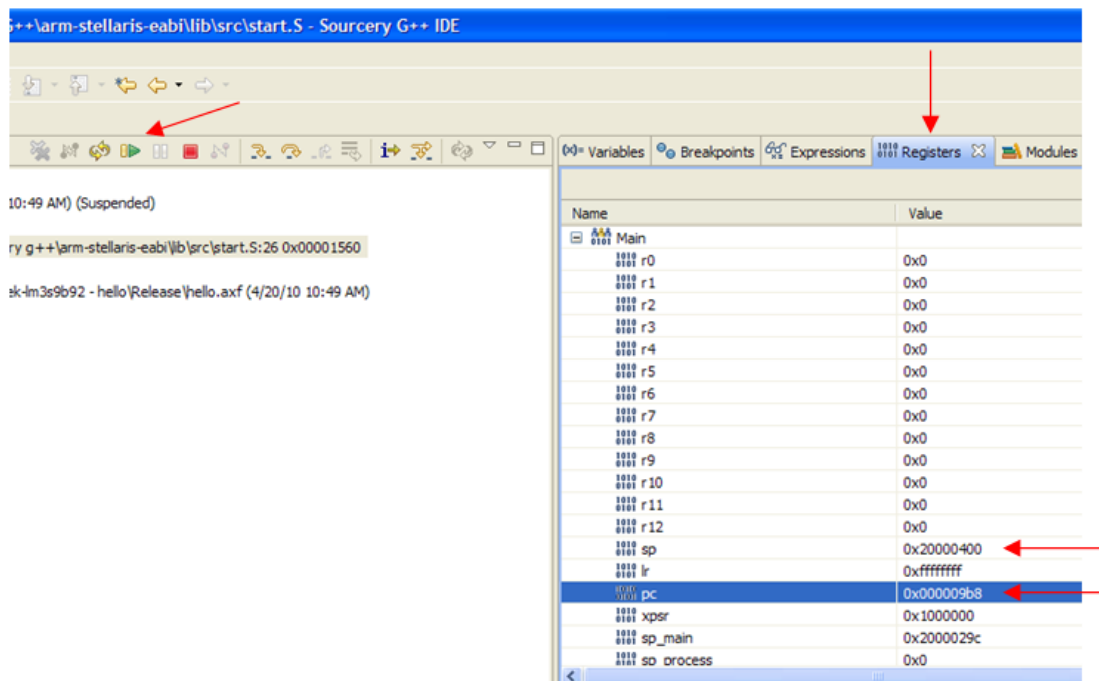 ;++\arm-stellaris-eabi\lib\src\start.S - Sourcery G++ IDE
10:49 AM) (Suspended)
ry g++\arm-stellaris-eabi\lib\src\start.S:26 0x00001560
ek-lm3s9b92 - hello\Release\hello.axf (4/20/10 10:49 AM)
(x)= Variables Breakpoints Expressions Registers Modules
Name Value
Main
r0 0x0
r1 0x0
r2 0x0
r3 0x0
r4 0x0
r5 0x0
r6 0x0
r7 0x0
r8 0x0
r9 0x0
r10 0x0
r11 0x0
r12 0x0
sp 0x20000400
lr 0xffffffff
pc 0x000009b8
xpsr 0x1000000
sp_main 0x2000029c
sp_process 0x0